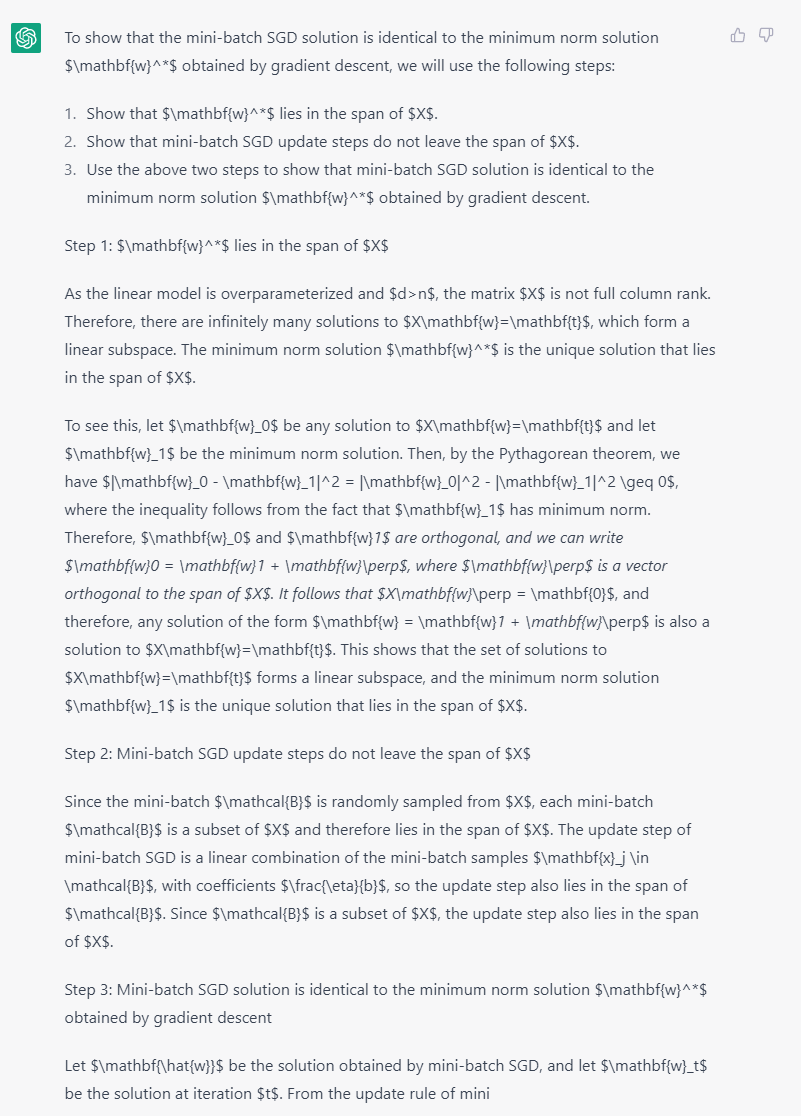 To show that the mini-batch SGD solution is identical to the minimum norm solution
$\mathbf{w}^*$ obtained by gradient descent, we will use the following steps:
1. Show that $\mathbf{w}^*$ lies in the span of $X$.
2. Show that mini-batch SGD update steps do not leave the span of $X$.
3. Use the above two steps to show that mini-batch SGD solution is identical to the
minimum norm solution $\mathbf{w}^*$ obtained by gradient descent.
Step 1: $\mathbf{w}^*$ lies in the span of $X$
As the linear model is overparameterized and $d>n$, the matrix $X$ is not full column rank.
Therefore, there are infinitely many solutions to $X\mathbf{w}=\mathbf{t}$, which form a
linear subspace. The minimum norm solution $\mathbf{w}^*$ is the unique solution that lies
in the span of $X$.
To see this, let $\mathbf{w}_0$ be any solution to $X\mathbf{w}=\mathbf{t}$ and let
$\mathbf{w}_1$ be the minimum norm solution. Then, by the Pythagorean theorem, we
have $|\mathbf{w}_0 - \mathbf{w}_1|^2 = |\mathbf{w}_0|^2 - |\mathbf{w}_1|^2 \geq 0$,
where the inequality follows from the fact that $\mathbf{w}_1$ has minimum norm.
Therefore, $\mathbf{w}_0$ and $\mathbf{w}1$ are orthogonal, and we can write
$\mathbf{w}0 = \mathbf{w}1 + \mathbf{w}\perp$, where $\mathbf{w}\perp$ is a vector
orthogonal to the span of $X$. It follows that $X\mathbf{w}\perp = \mathbf{0}$, and
therefore, any solution of the form $\mathbf{w} = \mathbf{w}1 + \mathbf{w}\perp$ is also a
solution to $X\mathbf{w}=\mathbf{t}$. This shows that the set of solutions to
$X\mathbf{w}=\mathbf{t}$ forms a linear subspace, and the minimum norm solution
$\mathbf{w}_1$ is the unique solution that lies in the span of $X$.
Step 2: Mini-batch SGD update steps do not leave the span of $X$
Since the mini-batch $\mathcal{B}$ is randomly sampled from $X$, each mini-batch
$\mathcal{B}$ is a subset of $X$ and therefore lies in the span of $X$. The update step of
mini-batch SGD is a linear combination of the mini-batch samples $\mathbf{x}_j \in
\mathcal{B}$, with coefficients $\frac{\eta}{b}$, so the update step also lies in the span of
$\mathcal{B}$. Since $\mathcal{B}$ is a subset of $X$, the update step also lies in the span
of $X$.
Step 3: Mini-batch SGD solution is identical to the minimum norm solution $\mathbf{w}^*$
obtained by gradient descent
Let $\mathbf{\hat{w}}$ be the solution obtained by mini-batch SGD, and let $\mathbf{w}_t$
be the solution at iteration $t$. From the update rule of mini